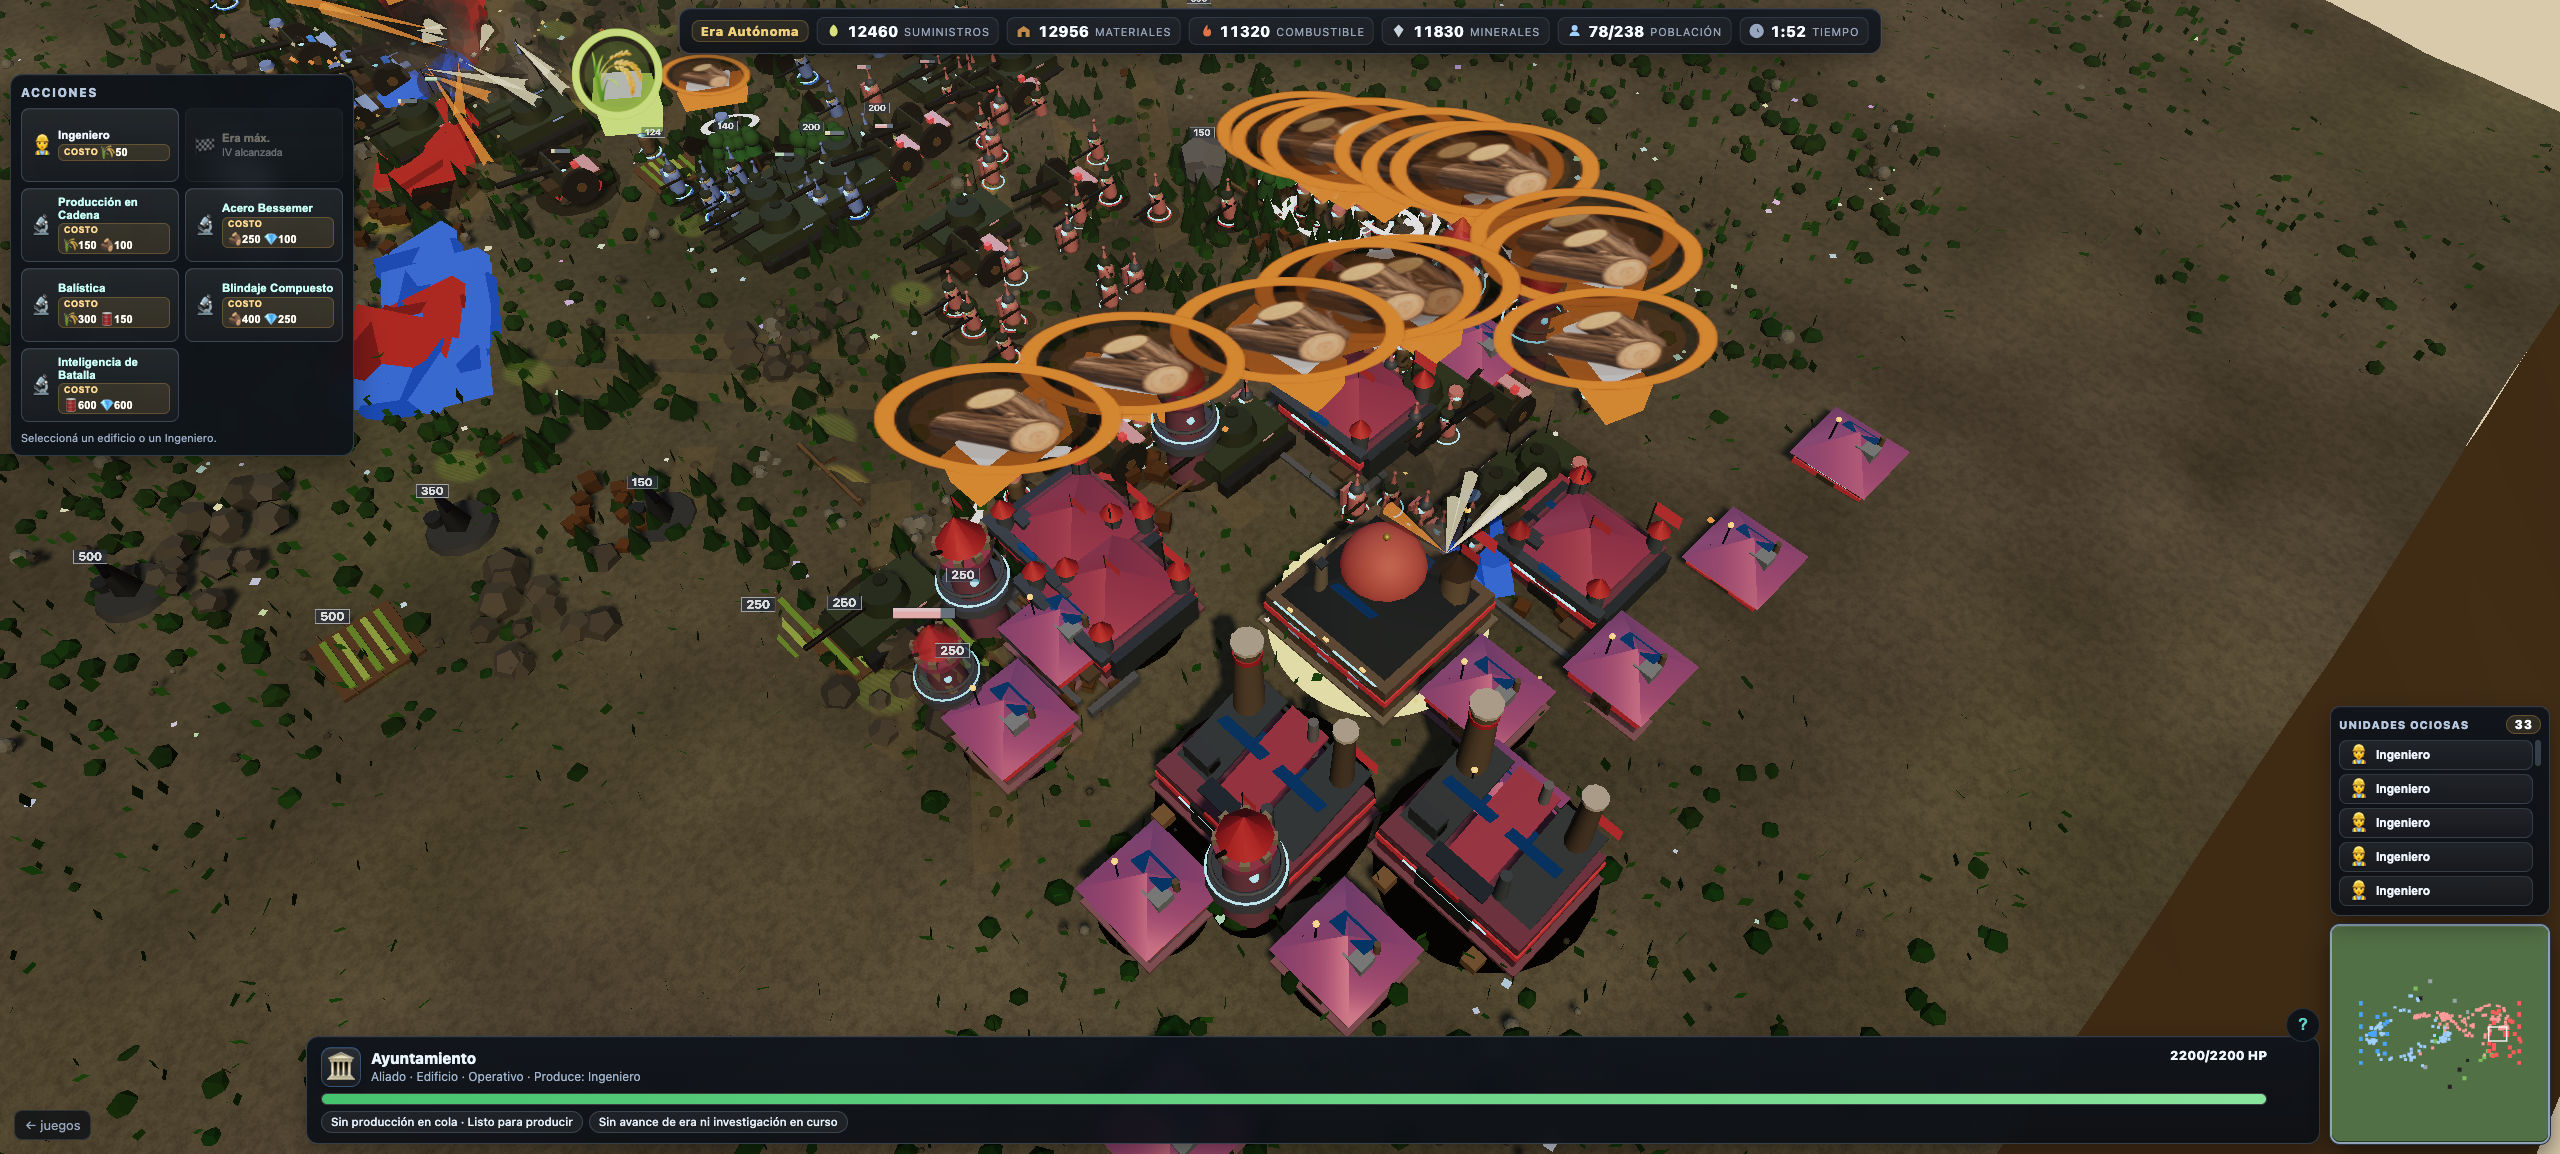 Era Autónoma
12460 SUMINISTROS
12956 MATERIALES
11320 COMBUSTIBLE
11830 MINERALES
78/238 POBLACIÓN
1:52 TIEMPO
ACCIONES
Ingeniero
COSTO 50
Era máx.
IV alcanzada
Producción en
Cadena
COSTO
150 100
Acero Bessemer
COSTO
250 100
Balística
COSTO
300 150
Blindaje Compuesto
COSTO
400 250
Inteligencia de
Batalla
COSTO
600 600
Seleccioná un edificio o un Ingeniero.
124
140
200
200
150
350
150
500
500
250
250
250
250
UNIDADES OCIOSAS 33
Ingeniero
Ingeniero
Ingeniero
Ingeniero
Ingeniero
?
Ayuntamiento
2200/2200 HP
Aliado · Edificio · Operativo · Produce: Ingeniero
Sin producción en cola · Listo para producir
Sin avance de era ni investigación en curso
← juegos